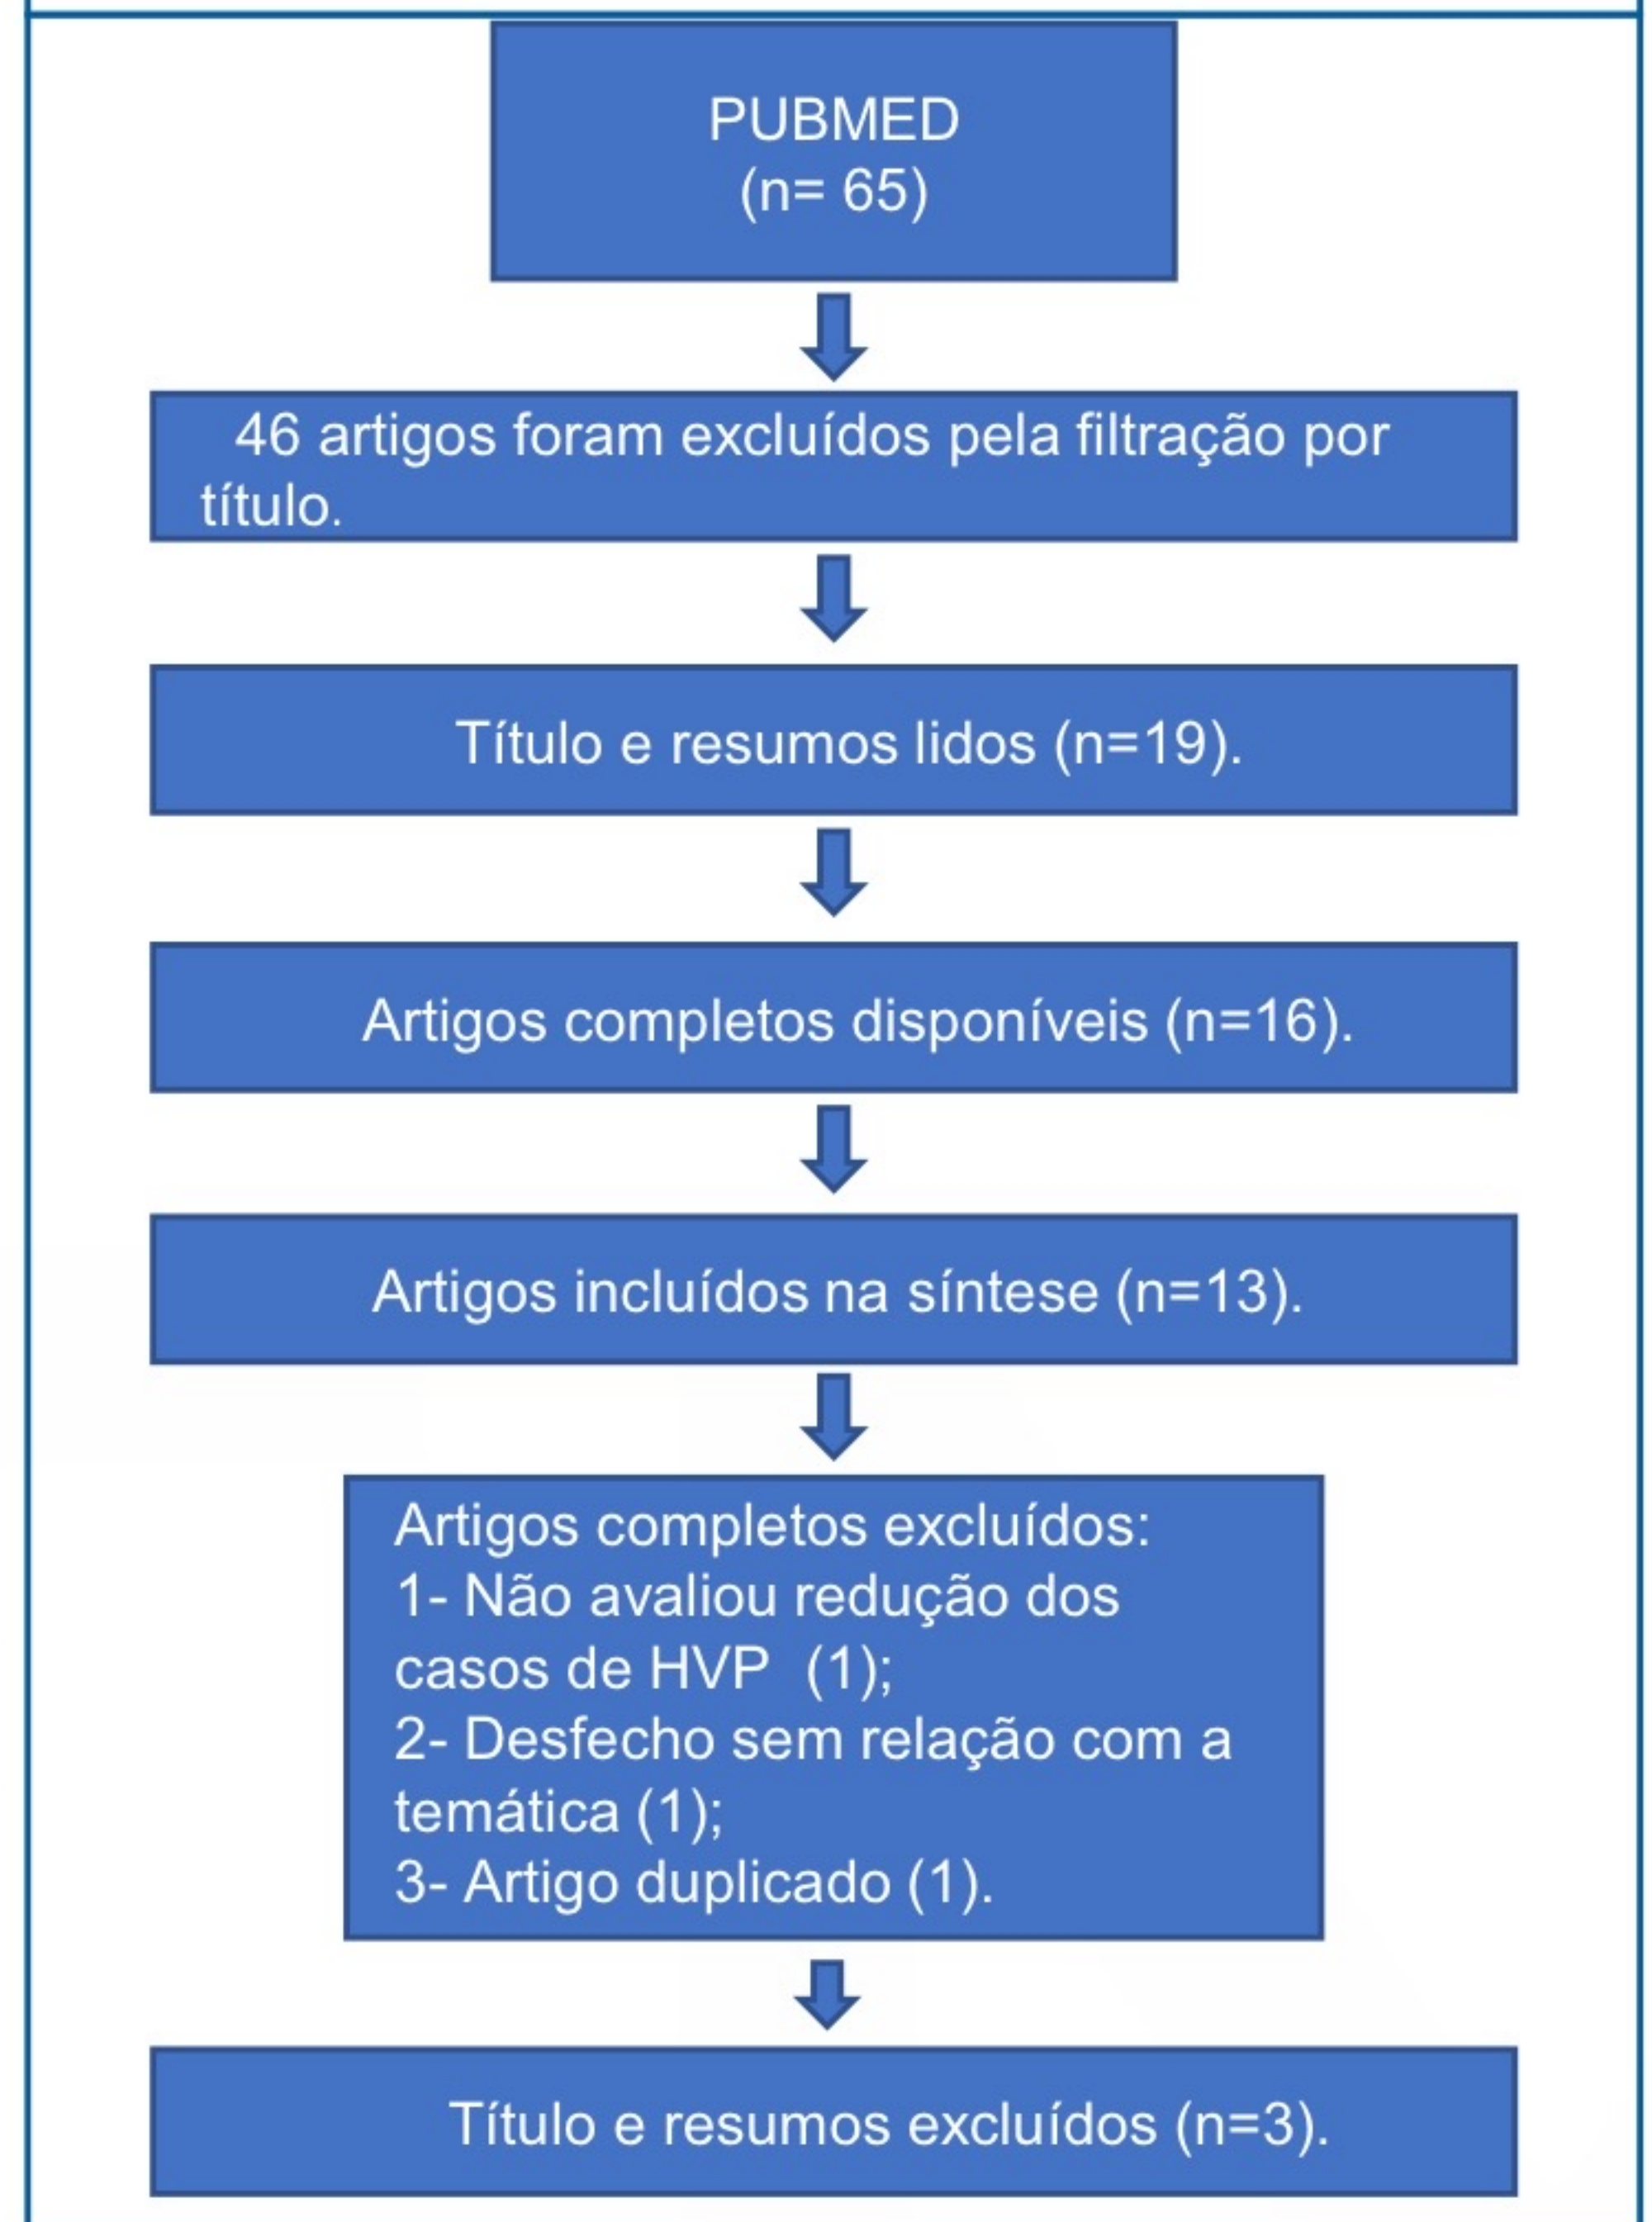 PUBMED
(n= 65)
46 artigos foram excluídos pela filtração por
título.
Título e resumos lidos (n=19).
Artigos completos disponíveis (n=16).
Artigos incluídos na síntese (n=13).
Artigos completos excluídos:
1- Não avaliou redução dos
casos de HVP (1);
2- Desfecho sem relação com a
temática (1);
3- Artigo duplicado (1).
Título e resumos excluídos (n=3).